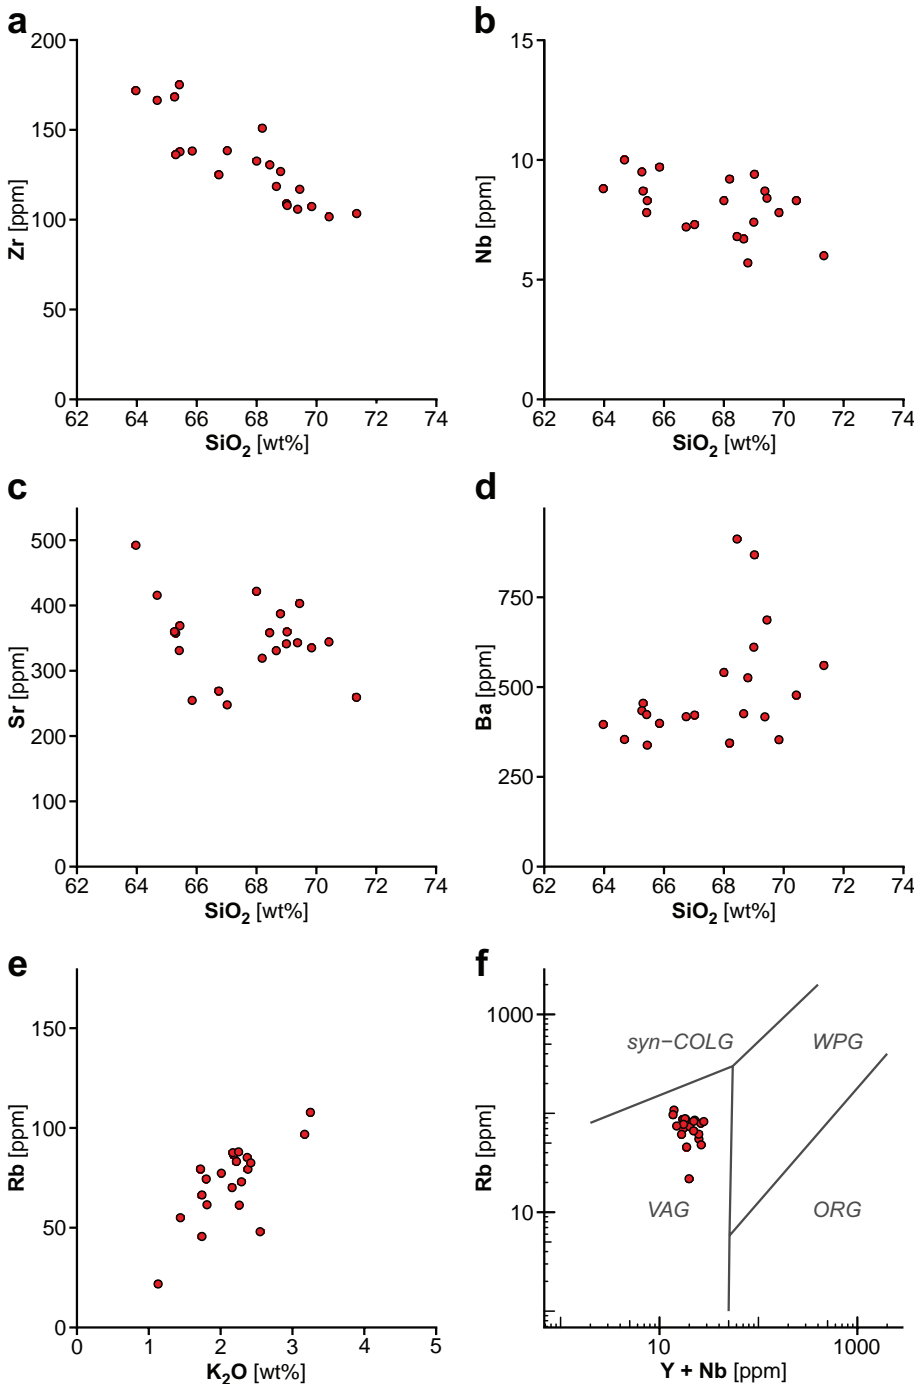 a
200
150
100
50
0
62 64 66 68 70 72 74
Zr [ppm]
SiO₂ [wt%]
b
15
10
5
0
62 64 66 68 70 72 74
Nb [ppm]
SiO₂ [wt%]
c
500
400
300
200
100
0
62 64 66 68 70 72 74
Sr [ppm]
SiO₂ [wt%]
d
750
500
250
0
62 64 66 68 70 72 74
Ba [ppm]
SiO₂ [wt%]
e
150
100
50
0
0 1 2 3 4 5
Rb [ppm]
K₂O [wt%]
f
1000
10
10 1000
Rb [ppm]
Y + Nb [ppm]
syn−COLG
WPG
VAG
ORG